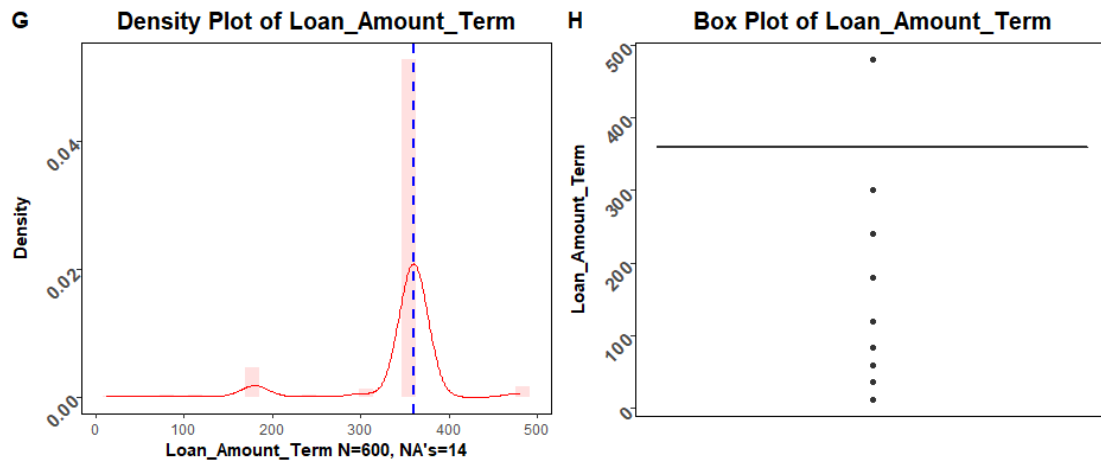 G
Density Plot of Loan_Amount_Term
Density
0.04
0.02
0.00
0
100
200
300
400
500
Loan_Amount_Term N=600, NA's=14
H
Box Plot of Loan_Amount_Term
Loan_Amount_Term
500
400
300
200
100
0